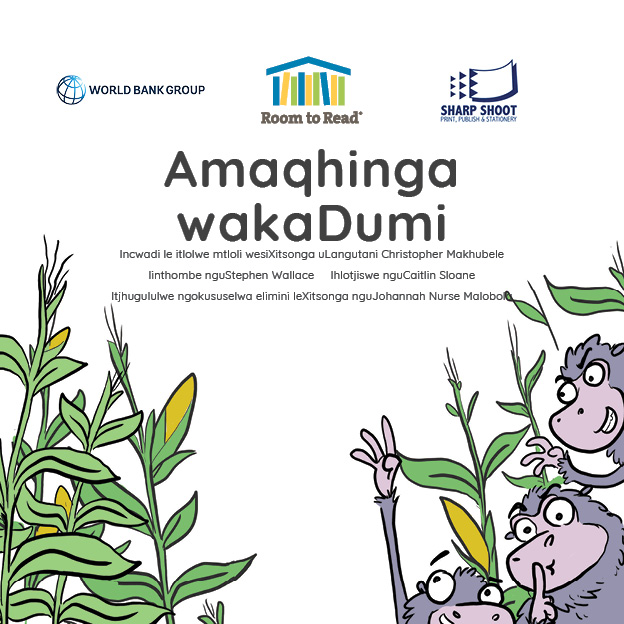 WORLD BANK GROUP
Room to Read
SHARP SHOOT
PRINT, PUBLISH & STATIONERY
Amaqhinga
wakaDumi
Incwadi le itlolwe mtloli wesiXitsonga uLangutani Christopher Makhubele
Iinthombe nguStephen Wallace Ihlotjiswe nguCaitlin Sloane
Itjhugululwe ngokususelwa elimini leXitsonga nguJohannah Nurse Malobola